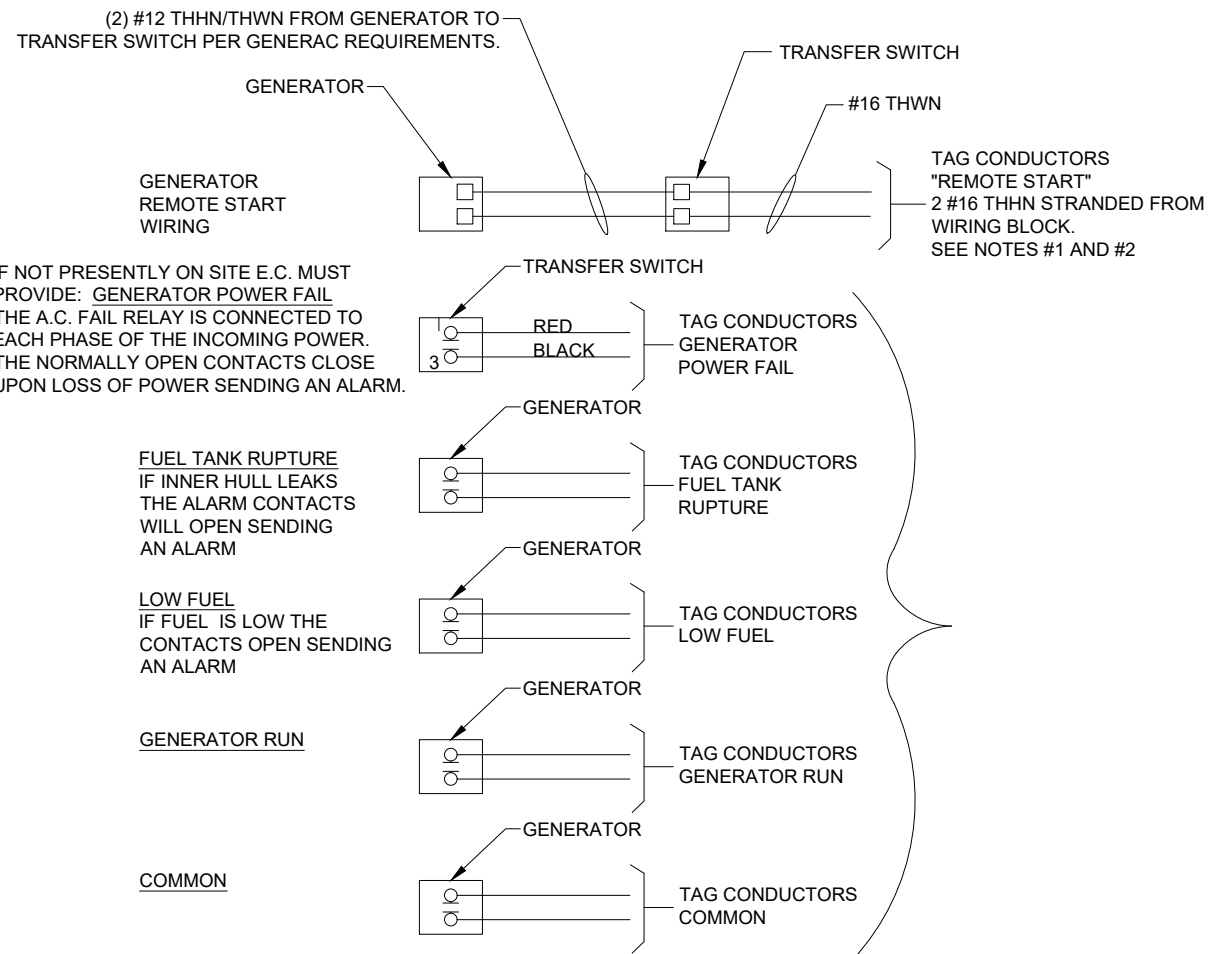 (2) #12 THHN/THWN FROM GENERATOR TO
TRANSFER SWITCH PER GENERAC REQUIREMENTS.
TRANSFER SWITCH
GENERATOR
#16 THWN
GENERATOR
REMOTE START
WIRING
TAG CONDUCTORS
"REMOTE START"
2 #16 THHN STRANDED FROM
WIRING BLOCK.
SEE NOTES #1 AND #2
IF NOT PRESENTLY ON SITE E.C. MUST
PROVIDE: GENERATOR POWER FAIL
THE A.C. FAIL RELAY IS CONNECTED TO
EACH PHASE OF THE INCOMING POWER.
THE NORMALLY OPEN CONTACTS CLOSE
UPON LOSS OF POWER SENDING AN ALARM.
TRANSFER SWITCH
1
3
RED
BLACK
TAG CONDUCTORS
GENERATOR
POWER FAIL
GENERATOR
FUEL TANK RUPTURE
IF INNER HULL LEAKS
THE ALARM CONTACTS
WILL OPEN SENDING
AN ALARM
TAG CONDUCTORS
FUEL TANK
RUPTURE
GENERATOR
LOW FUEL
IF FUEL IS LOW THE
CONTACTS OPEN SENDING
AN ALARM
TAG CONDUCTORS
LOW FUEL
GENERATOR
GENERATOR RUN
TAG CONDUCTORS
GENERATOR RUN
GENERATOR
COMMON
TAG CONDUCTORS
COMMON